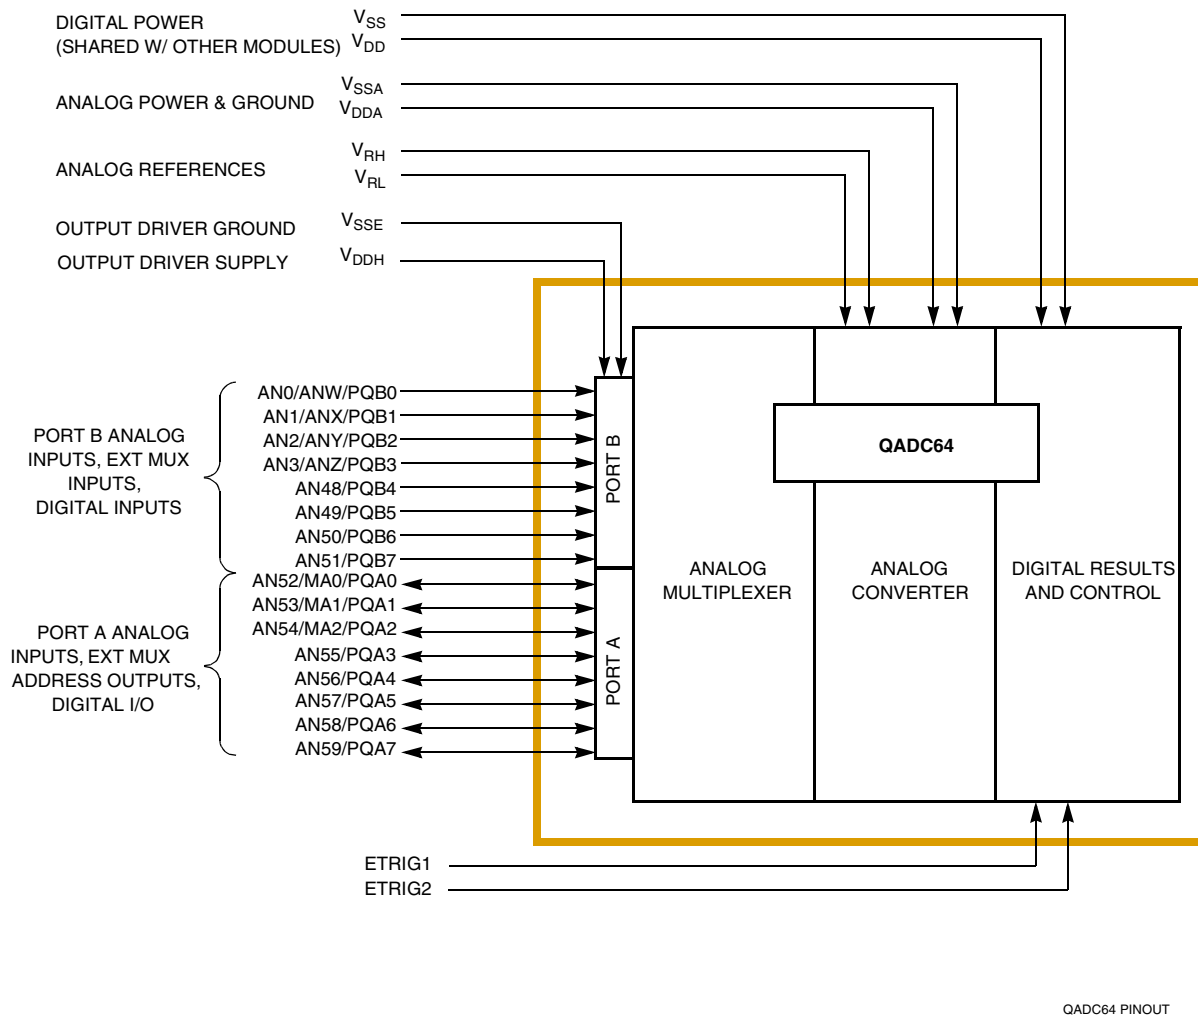 DIGITAL POWER
(SHARED W/ OTHER MODULES)
VSS
VDD
ANALOG POWER & GROUND
VSSA
VDDA
ANALOG REFERENCES
VRH
VRL
OUTPUT DRIVER GROUND
VSSE
OUTPUT DRIVER SUPPLY
VDDH
PORT B ANALOG
INPUTS, EXT MUX
INPUTS,
DIGITAL INPUTS
AN0/ANW/PQB0
AN1/ANX/PQB1
AN2/ANY/PQB2
AN3/ANZ/PQB3
AN48/PQB4
AN49/PQB5
AN50/PQB6
AN51/PQB7
PORT A ANALOG
INPUTS, EXT MUX
ADDRESS OUTPUTS,
DIGITAL I/O
AN52/MA0/PQA0
AN53/MA1/PQA1
AN54/MA2/PQA2
AN55/PQA3
AN56/PQA4
AN57/PQA5
AN58/PQA6
AN59/PQA7
PORT B
PORT A
QADC64
ANALOG
MULTIPLEXER
ANALOG
CONVERTER
DIGITAL RESULTS
AND CONTROL
ETRIG1
ETRIG2
QADC64 PINOUT